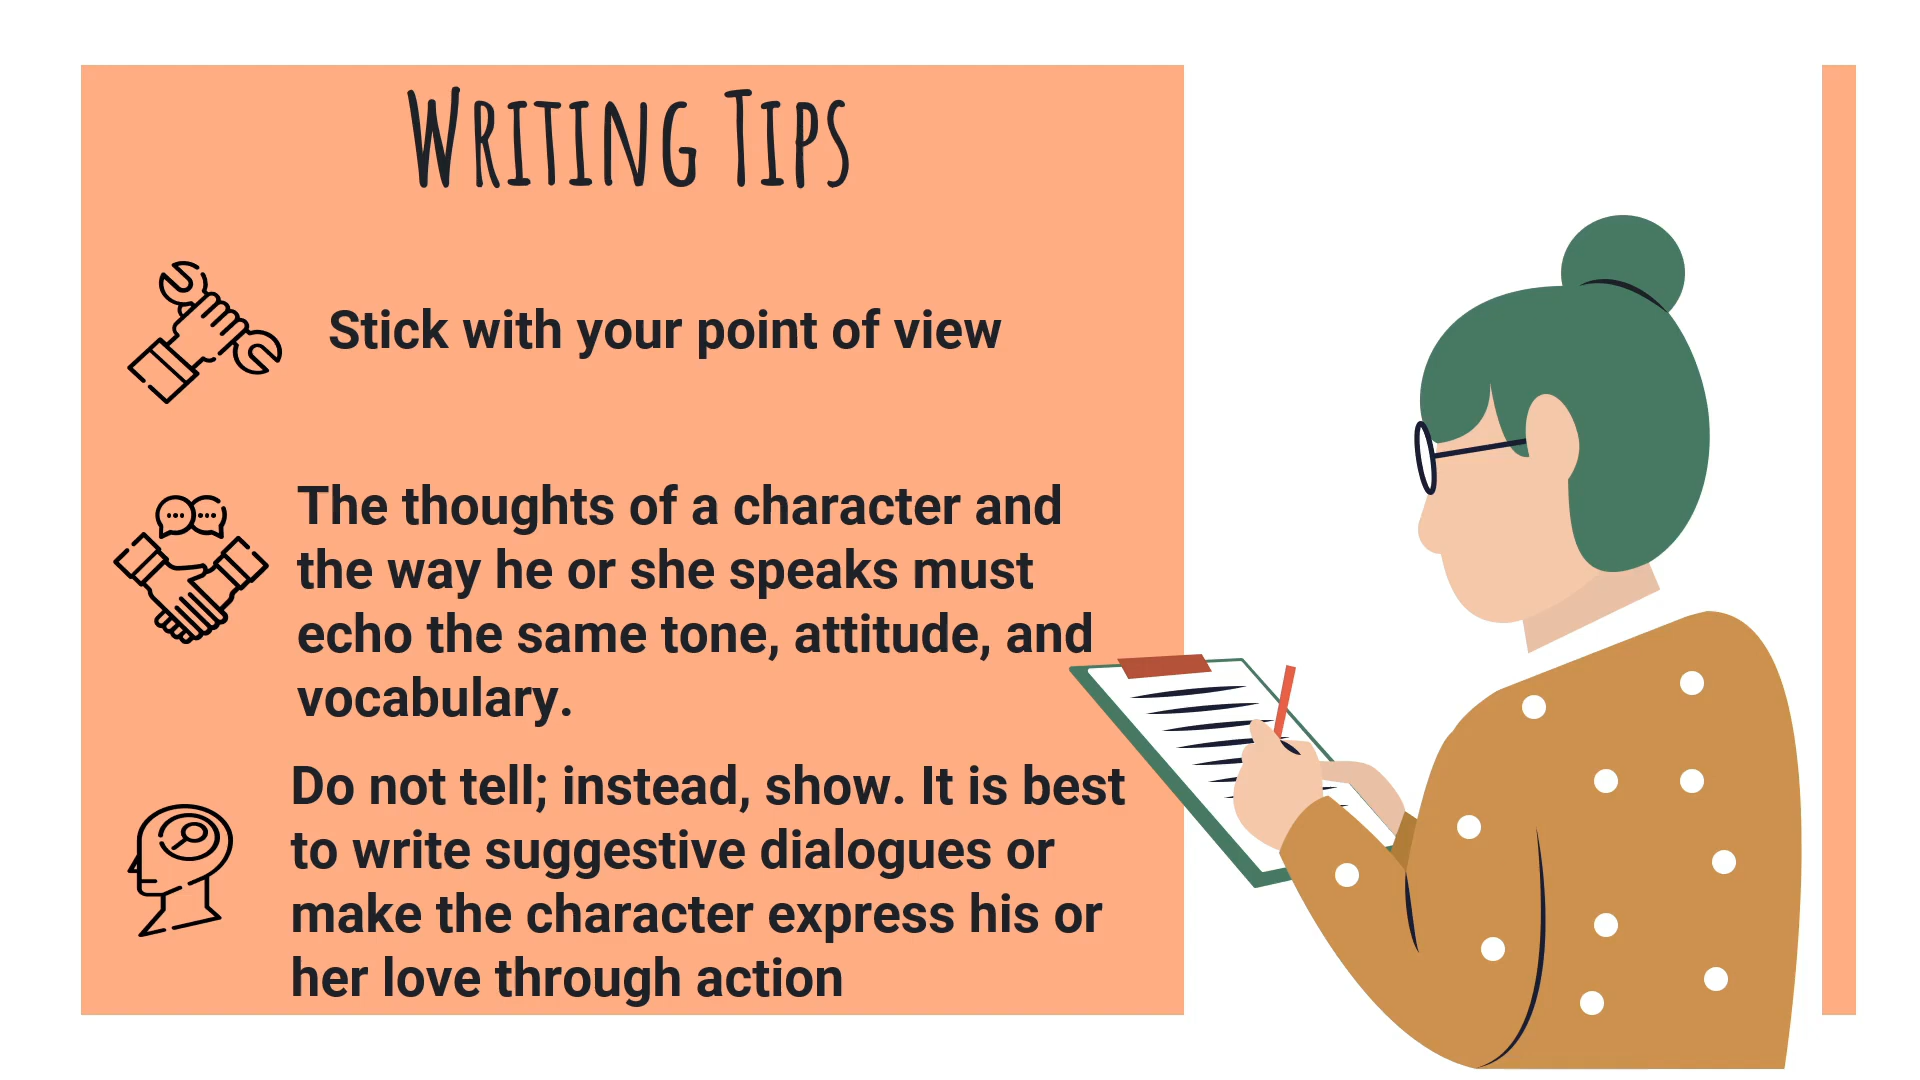 Writing Tips
Stick with your point of view
The thoughts of a character and
the way he or she speaks must
echo the same tone, attitude, and
vocabulary.
Do not tell; instead, show. It is best
to write suggestive dialogues or
make the character express his or
her love through action